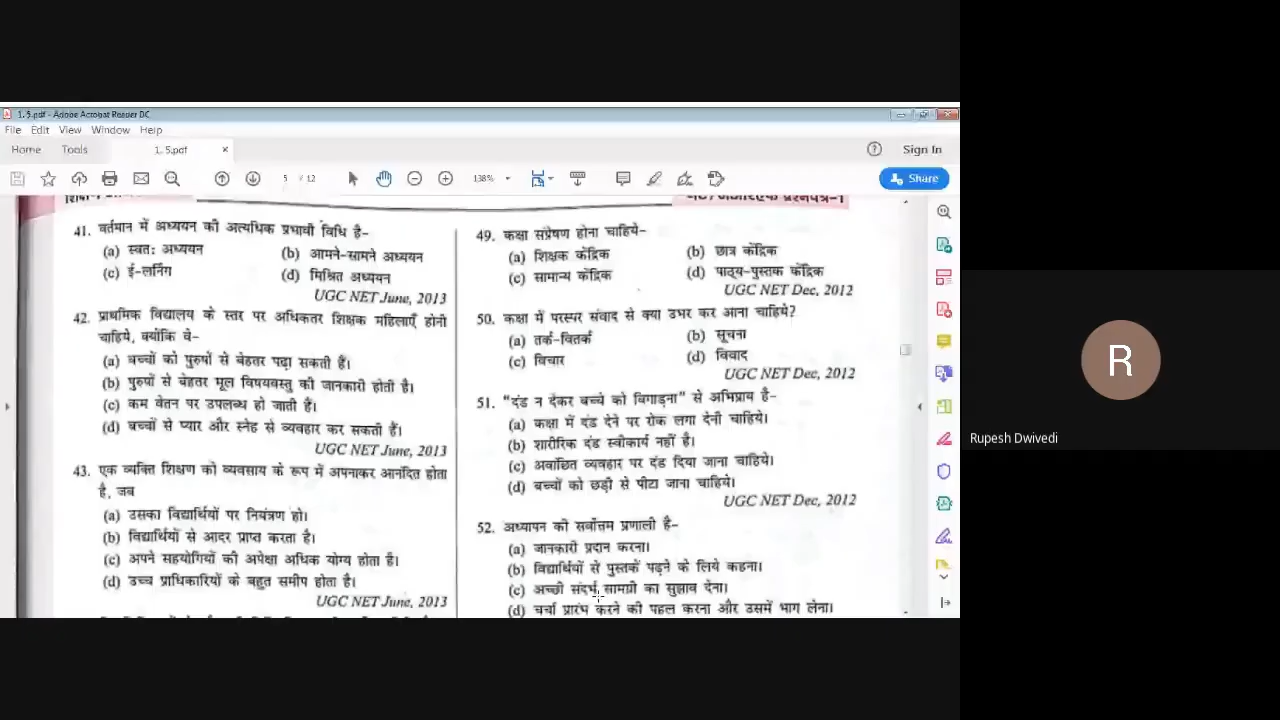 1. 5.pdf - Adobe Acrobat Reader DC
File Edit View Window Help
Home Tools 1. 5.pdf × Sign In
5 / 12 138% Share
41. वर्तमान में अध्ययन की अत्यधिक प्रभावी विधि है-
(a) स्वतः अध्ययन (b) आमने-सामने अध्ययन
(c) ई-लर्निंग (d) मिश्रित अध्ययन
UGC NET June, 2013
42. प्राथमिक विद्यालय के स्तर पर अधिकतर शिक्षक महिलाएँ होनी
चाहिये, क्योंकि वे-
(a) बच्चों को पुरुषों से बेहतर पढ़ा सकती हैं।
(b) पुरुषों से बेहतर मूल विषयवस्तु की जानकारी होती है।
(c) कम वेतन पर उपलब्ध हो जाती हैं।
(d) बच्चों से प्यार और स्नेह से व्यवहार कर सकती हैं।
UGC NET June, 2013
43. एक व्यक्ति शिक्षण को व्यवसाय के रूप में अपनाकर आनंदित होता
है, जब
(a) उसका विद्यार्थियों पर नियंत्रण हो।
(b) विद्यार्थियों से आदर प्राप्त करता है।
(c) अपने सहयोगियों की अपेक्षा अधिक योग्य होता है।
(d) उच्च प्राधिकारियों के बहुत समीप होता है।
UGC NET June, 2013
49. कक्षा संप्रेषण होना चाहिये-
(a) शिक्षक केंद्रिक (b) छात्र केंद्रिक
(c) सामान्य केंद्रिक (d) पाठ्य-पुस्तक केंद्रिक
UGC NET Dec, 2012
50. कक्षा में परस्पर संवाद से क्या उभर कर आना चाहिये?
(a) तर्क-वितर्क (b) सूचना
(c) विचार (d) विवाद
UGC NET Dec, 2012
51. "दंड न देकर बच्चे को बिगाड़ना" से अभिप्राय है-
(a) कक्षा में दंड देने पर रोक लगा देनी चाहिये।
(b) शारीरिक दंड स्वीकार्य नहीं है।
(c) अवांछित व्यवहार पर दंड दिया जाना चाहिये।
(d) बच्चों को छड़ी से पीटा जाना चाहिये।
UGC NET Dec, 2012
52. अध्यापन की सर्वोत्तम प्रणाली है-
(a) जानकारी प्रदान करना।
(b) विद्यार्थियों से पुस्तकें पढ़ने के लिये कहना।
(c) अच्छी संदर्भ सामग्री का सुझाव देना।
(d) चर्चा प्रारंभ करने की पहल करना और उसमें भाग लेना।
R
Rupesh Dwivedi